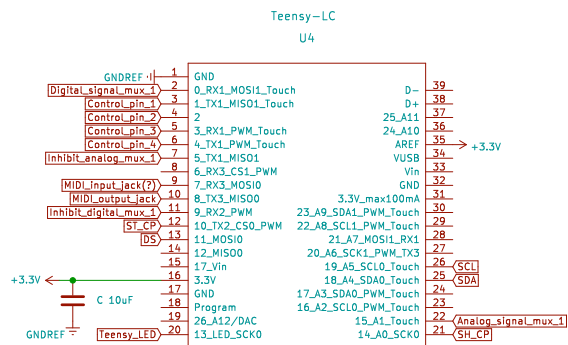 Teensy-LC
U4
GNDREF 1 GND
Digital_signal_mux_1 2 0_RX1_MOSI1_Touch D- 39
Control_pin_1 3 1_TX1_MISO1_Touch D+ 38
Control_pin_2 4 2 25_A11 37
Control_pin_3 5 3_RX1_PWM_Touch 24_A10 36
Control_pin_4 6 4_TX1_PWM_Touch AREF 35 +3.3V
Inhibit_analog_mux_1 7 5_TX1_MISO1 VUSB 34
8 6_RX3_CS1_PWM Vin 33
MIDI_input_jack(?) 9 7_RX3_MOSI0 GND 32
MIDI_output_jack 10 8_TX3_MISO0 3.3V_max100mA 31
Inhibit_digital_mux_1 11 9_RX2_PWM 23_A9_SDA1_PWM_Touch 30
ST_CP 12 10_TX2_CS0_PWM 22_A8_SCL1_PWM_Touch 29
DS 13 11_MOSI0 21_A7_MOSI1_RX1 28
14 12_MISO0 20_A6_SCK1_PWM_TX3 27
15 17_Vin 19_A5_SCL0_Touch 26 SCL
+3.3V 16 3.3V 18_A4_SDA0_Touch 25 SDA
C 10uF 17 GND 17_A3_SDA0_PWM_Touch 24
18 Program 16_A2_SCL0_PWM_Touch 23
19 26_A12/DAC 15_A1_Touch 22 Analog_signal_mux_1
GNDREF Teensy_LED 20 13_LED_SCK0 14_A0_SCK0 21 SH_CP